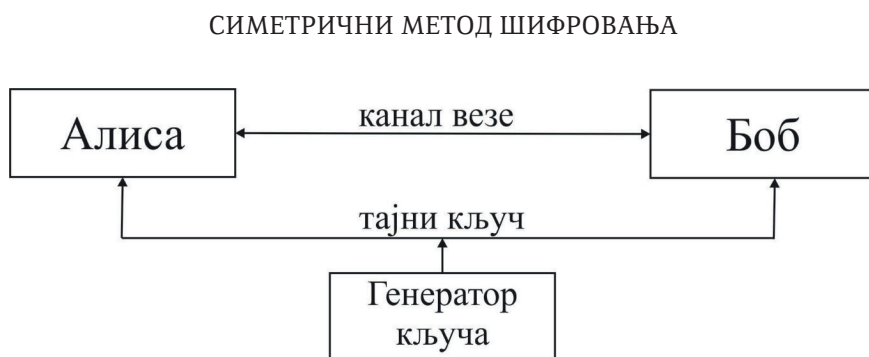 СИМЕТРИЧНИ МЕТОД ШИФРОВАЊА
Алиса
канал везе
Боб
тајни кључ
Генератор
кључа